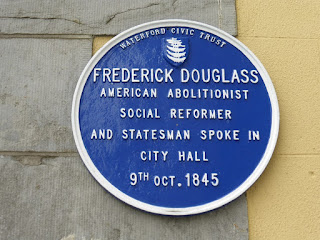 WATERFORD CIVIC TRUST
FREDERICK DOUGLASS
AMERICAN ABOLITIONIST
SOCIAL REFORMER
AND STATESMAN SPOKE IN
CITY HALL
9TH OCT. 1845